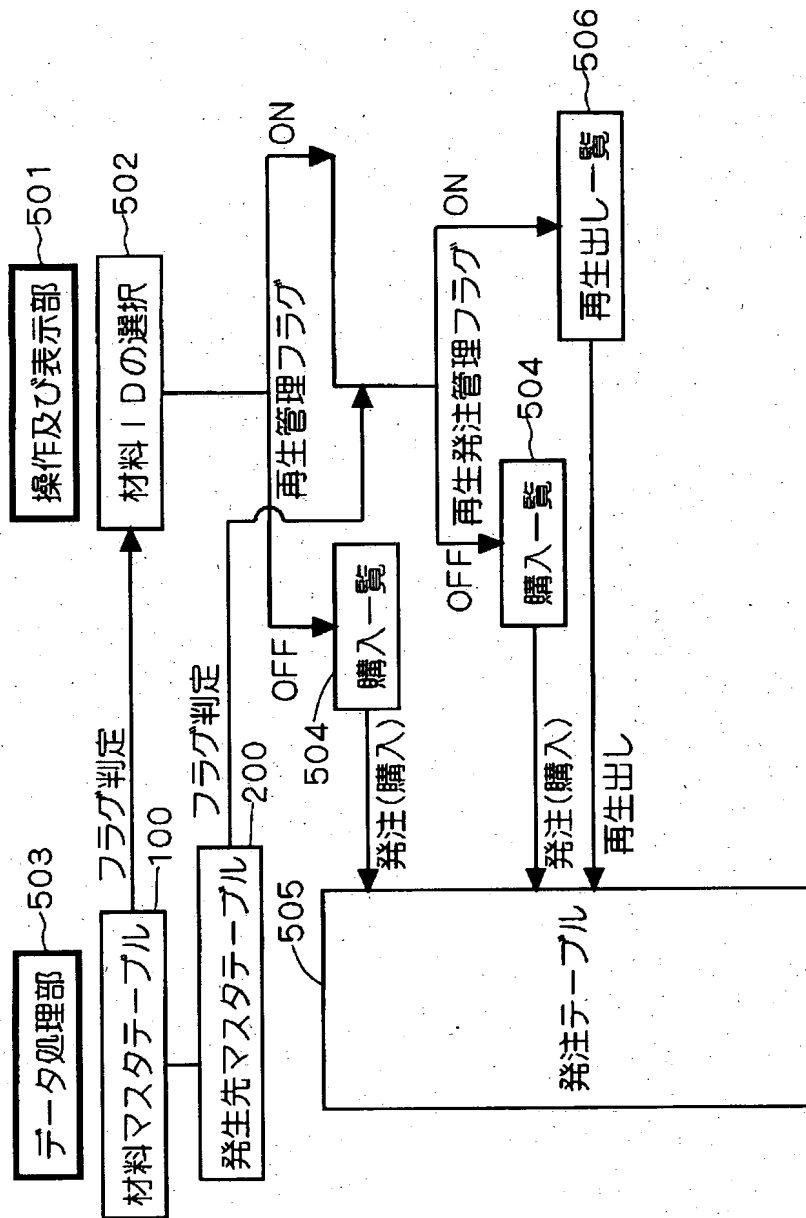 データ処理部
503
操作及び表示部
501
材料マスタテーブル
100
フラグ判定
材料IDの選択
502
発生先マスタテーブル
200
フラグ判定
再生管理フラグ
OFF
ON
504
購入一覧
発注(購入)
再生発注管理フラグ
OFF
ON
購入一覧
504
発注(購入)
再生出し一覧
506
再生出し
505
発注テーブル